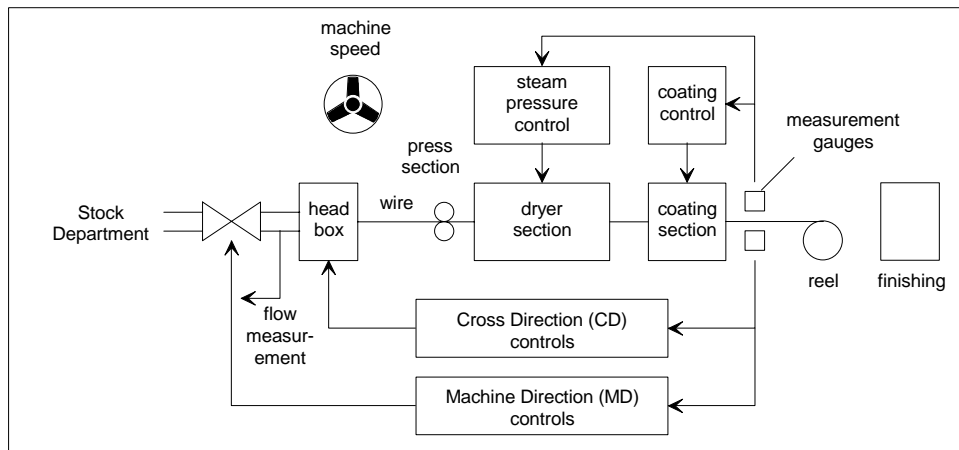 machine
speed
steam
pressure
control
coating
control
measurement
gauges
press
section
Stock
Department
head
box
wire
dryer
section
coating
section
reel
finishing
flow
measur-
ement
Cross Direction (CD)
controls
Machine Direction (MD)
controls